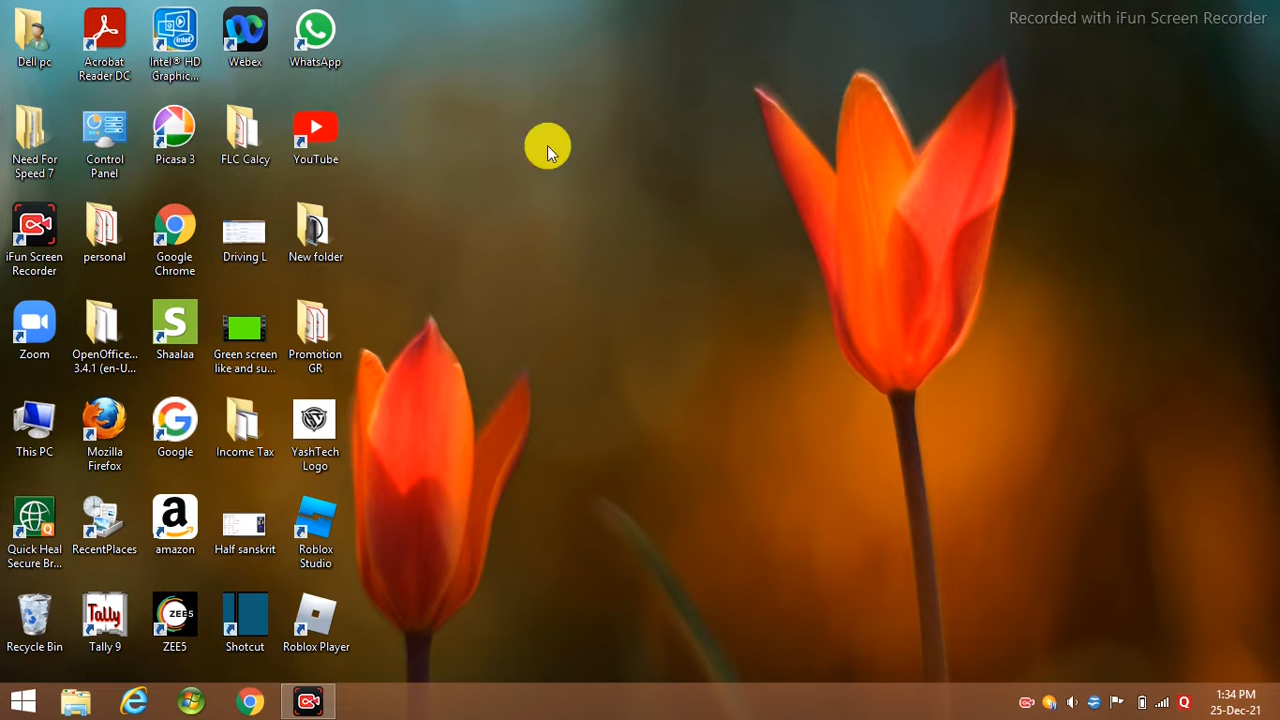 Recorded with iFun Screen Recorder
Dell pc
Acrobat
Reader DC
Intel® HD
Graphic...
Webex
WhatsApp
Need For
Speed 7
Control
Panel
Picasa 3
FLC Calcy
YouTube
iFun Screen
Recorder
personal
Google
Chrome
Driving L
New folder
Zoom
OpenOffice...
3.4.1 (en-U...
Shaalaa
Green screen
like and su...
Promotion
GR
This PC
Mozilla
Firefox
Google
Income Tax
YashTech
Logo
Quick Heal
Secure Br...
RecentPlaces
amazon
Half sanskrit
Roblox
Studio
Recycle Bin
Tally
Tally 9
ZEE5
ZEE5
Shotcut
Roblox Player
1:34 PM
25-Dec-21